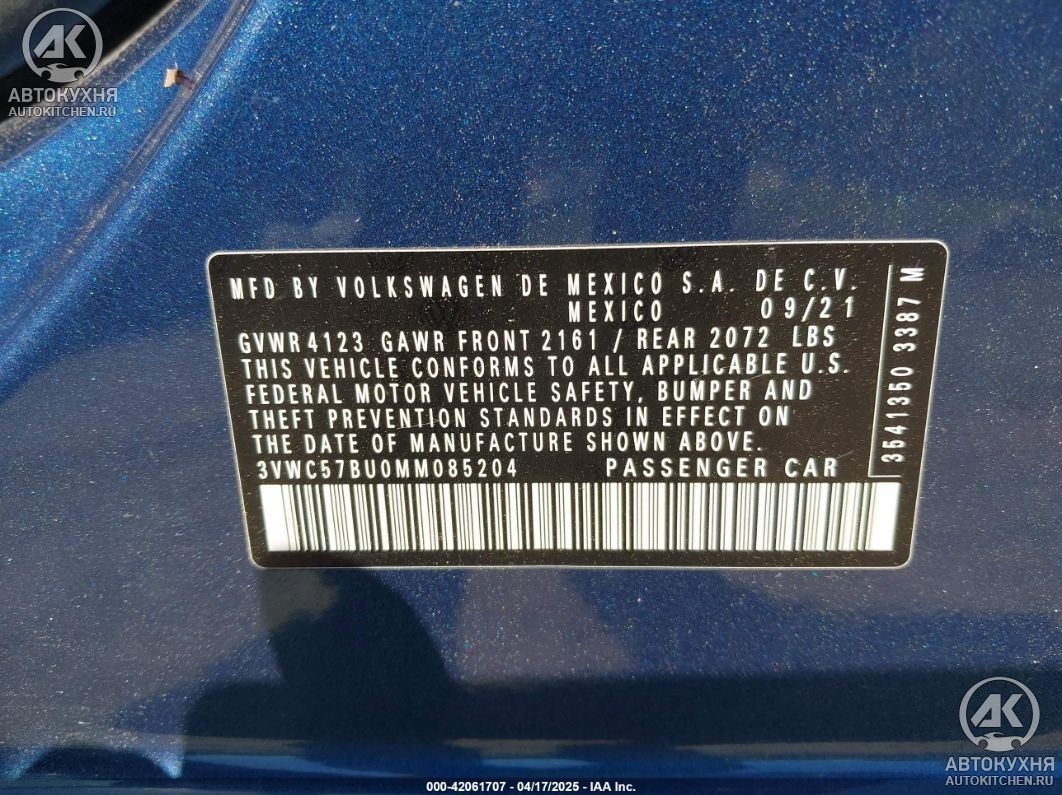 AK
АВТОКУХНЯ
AUTOKITCHEN.RU
MFD BY VOLKSWAGEN DE MEXICO S.A. DE C.V.
MEXICO 09/21
GVWR 4123 GAWR FRONT 2161 / REAR 2072 LBS
THIS VEHICLE CONFORMS TO ALL APPLICABLE U.S.
FEDERAL MOTOR VEHICLE SAFETY, BUMPER AND
THEFT PREVENTION STANDARDS IN EFFECT ON
THE DATE OF MANUFACTURE SHOWN ABOVE.
3VWC57BU0MM085204 PASSENGER CAR
3541350 3387 M
AK
АВТОКУХНЯ
AUTOKITCHEN.RU
000-42061707 - 04/17/2025 - IAA Inc.